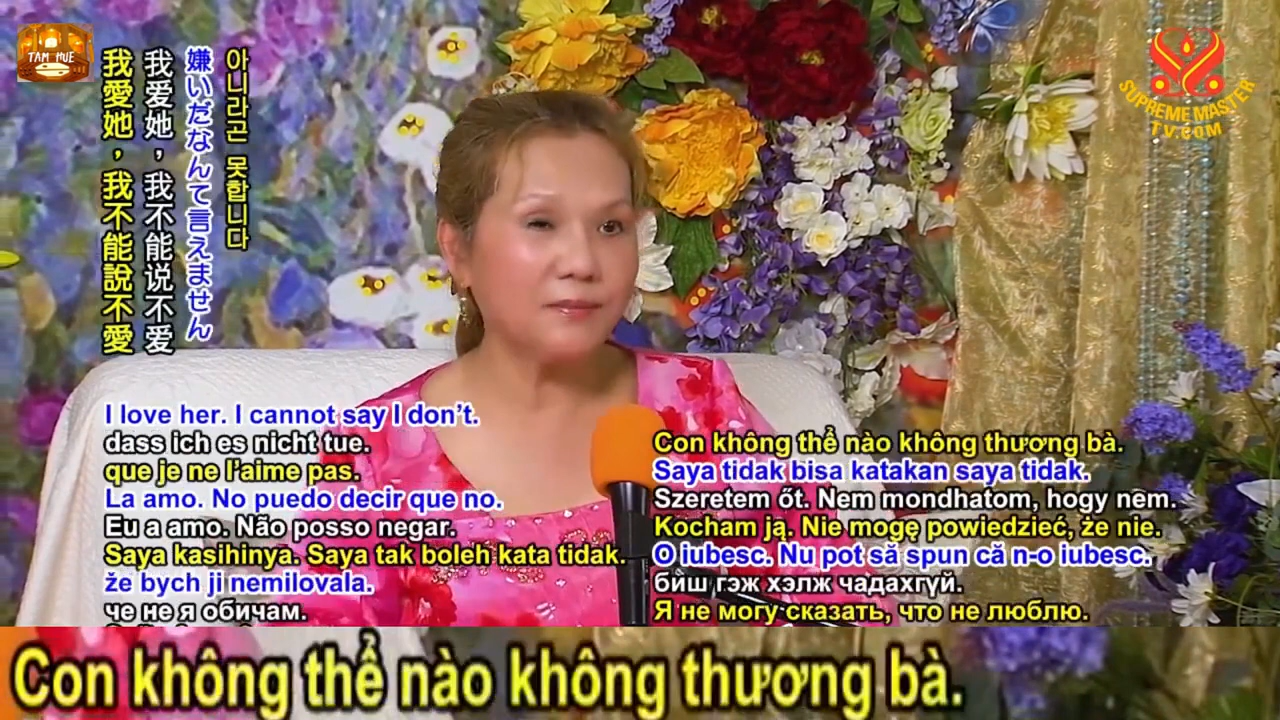 TAM HUE
SUPREME MASTER
TV.COM
아니라고 못합니다
嫌いだなんて言えません
我爱她，我不能说不爱
我愛她，我不能說不愛
I love her. I cannot say I don't.
dass ich es nicht tue.
que je ne l'aime pas.
La amo. No puedo decir que no.
Eu a amo. Não posso negar.
Saya kasihinya. Saya tak boleh kata tidak.
že bych ji nemilovala.
че не я обичам.
Con không thể nào không thương bà.
Saya tidak bisa katakan saya tidak.
Szeretem őt. Nem mondhatom, hogy nem.
Kocham ją. Nie mogę powiedzieć, że nie.
O iubesc. Nu pot să spun că n-o iubesc.
биш гэж хэлж чадахгүй.
Я не могу сказать, что не люблю.
Con không thể nào không thương bà.